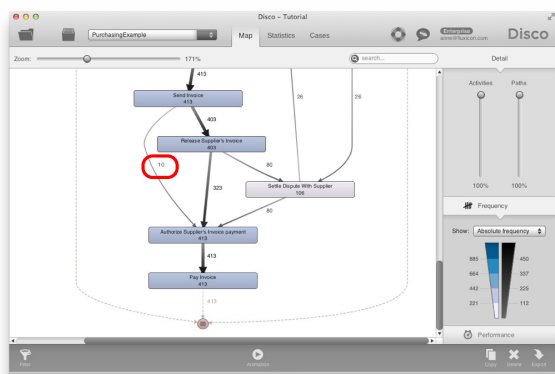 Disco - Tutorial
PurchasingExample
Map
Statistics
Cases
Enterprise
anne@fluxicon.com
Disco
Zoom:
171%
search...
Detail
413
Send Invoice
413
26
26
403
Release Supplier's Invoice
403
10
80
323
Settle Dispute With Supplier
106
80
Authorize Supplier's Invoice payment
413
413
Pay Invoice
413
413
Activities
Paths
100%
100%
Frequency
Show:
Absolute frequency
885
450
664
337
442
225
221
112
Performance
Filter
Animation
Copy
Delete
Export